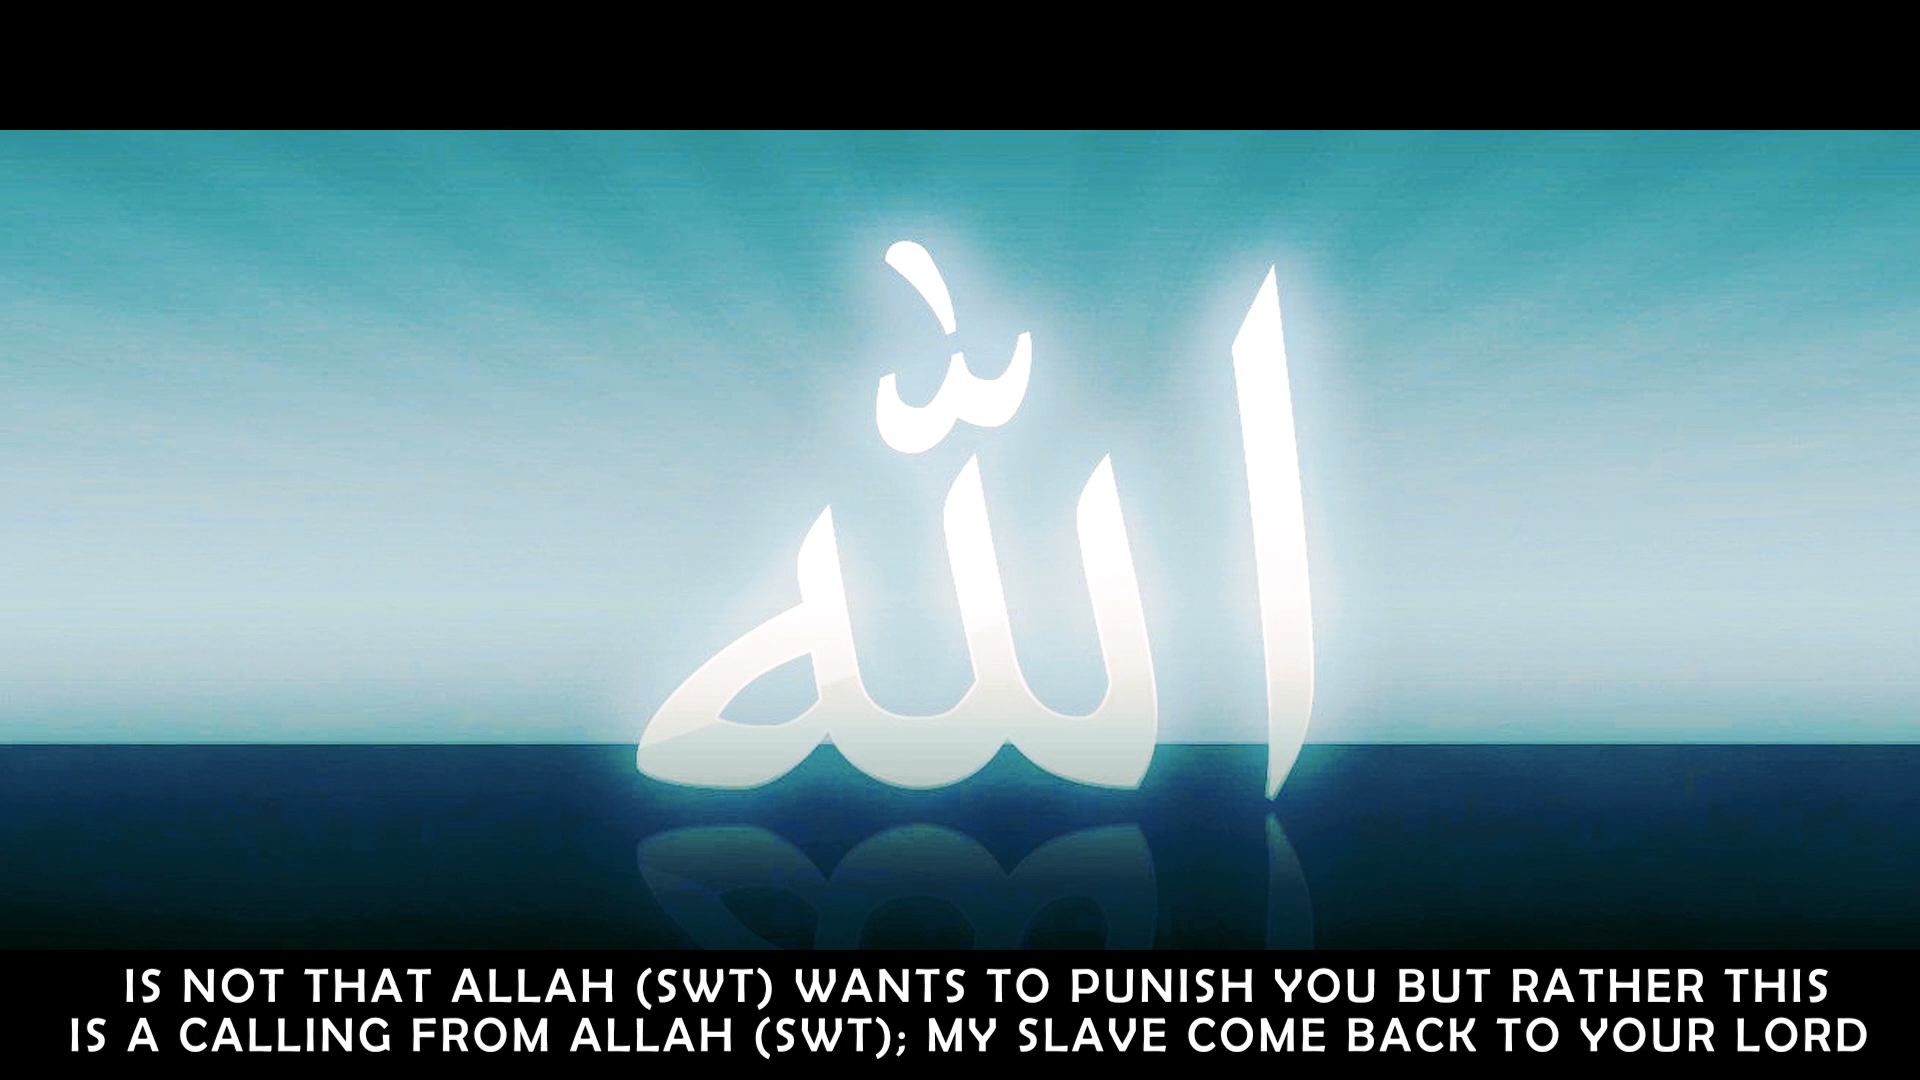 الله
IS NOT THAT ALLAH (SWT) WANTS TO PUNISH YOU BUT RATHER THIS
IS A CALLING FROM ALLAH (SWT); MY SLAVE COME BACK TO YOUR LORD